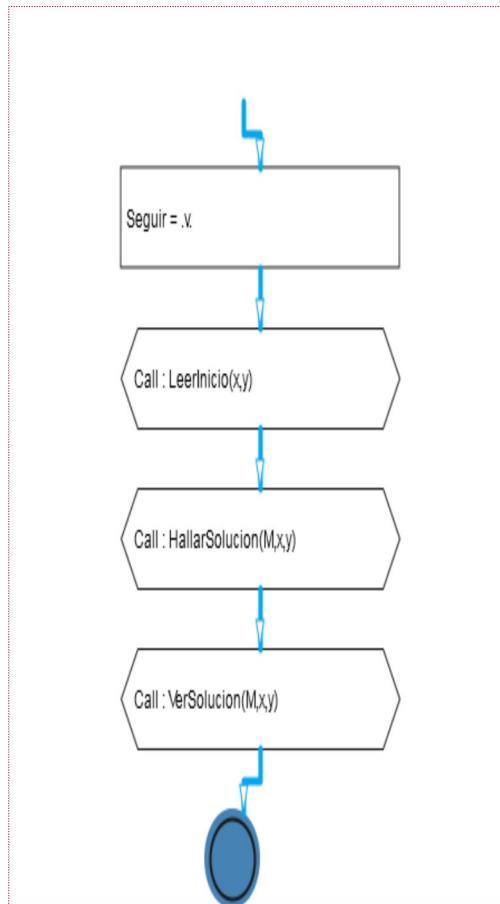 Seguir = .v.
Call : LeerInicio(x,y)
Call : HallarSolucion(M,x,y)
Call : VerSolucion(M,x,y)